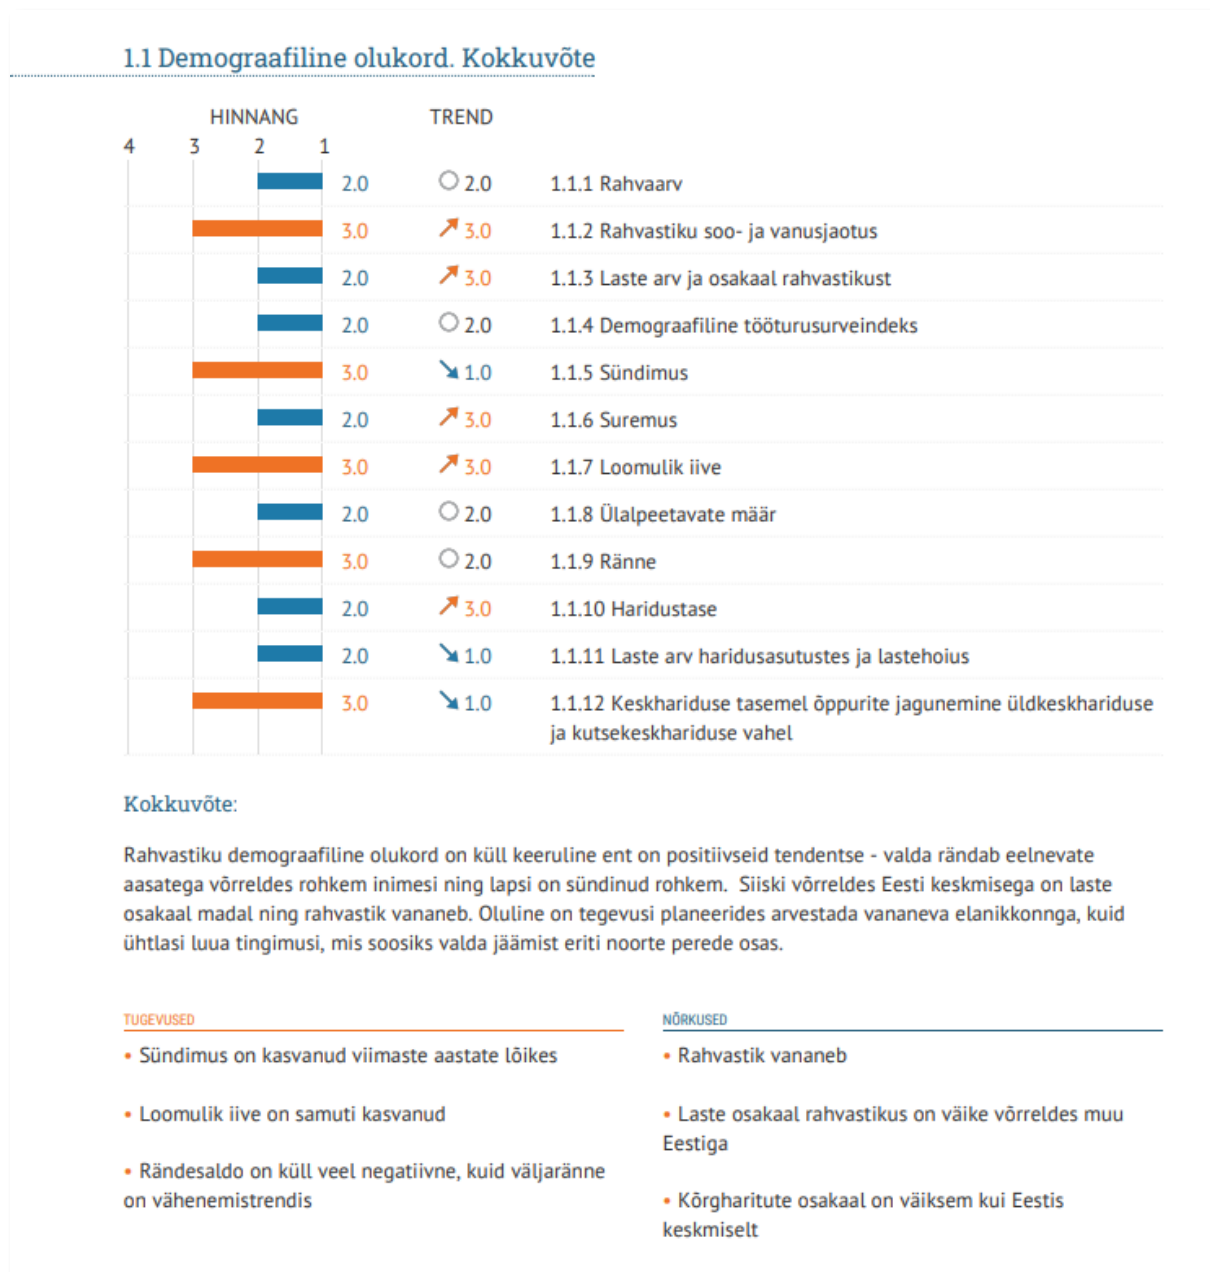 1.1 Demograafiline olukord. Kokkuvõte
HINNANG TREND
4 3 2 1
2.0 2.0 1.1.1 Rahvaarv
3.0 3.0 1.1.2 Rahvastiku soo- ja vanusjaotus
2.0 3.0 1.1.3 Laste arv ja osakaal rahvastikust
2.0 2.0 1.1.4 Demograafiline tööturusurveindeks
3.0 1.0 1.1.5 Sündimus
2.0 3.0 1.1.6 Suremus
3.0 3.0 1.1.7 Loomulik iive
2.0 2.0 1.1.8 Ülalpeetavate määr
3.0 2.0 1.1.9 Ränne
2.0 3.0 1.1.10 Haridustase
2.0 1.0 1.1.11 Laste arv haridusasutustes ja lastehoius
3.0 1.0 1.1.12 Keskhariduse tasemel õppurite jagunemine üldkeskhariduse
ja kutsekeskhariduse vahel
Kokkuvõte:
Rahvastiku demograafiline olukord on küll keeruline ent on positiivseid tendentse - valda rändab eelnevate
aasatega võrreldes rohkem inimesi ning lapsi on sündinud rohkem. Siiski võrreldes Eesti keskmisega on laste
osakaal madal ning rahvastik vananeb. Oluline on tegevusi planeerides arvestada vananeva elanikkonnga, kuid
ühtlasi luua tingimusi, mis soosiks valda jäämist eriti noorte perede osas.
TUGEVUSED
• Sündimus on kasvanud viimaste aastate lõikes
• Loomulik iive on samuti kasvanud
• Rändesaldo on küll veel negatiivne, kuid väljaränne
on vähenemistrendis
NÕRKUSED
• Rahvastik vananeb
• Laste osakaal rahvastikus on väike võrreldes muu
Eestiga
• Kõrgharitute osakaal on väiksem kui Eestis
keskmiselt